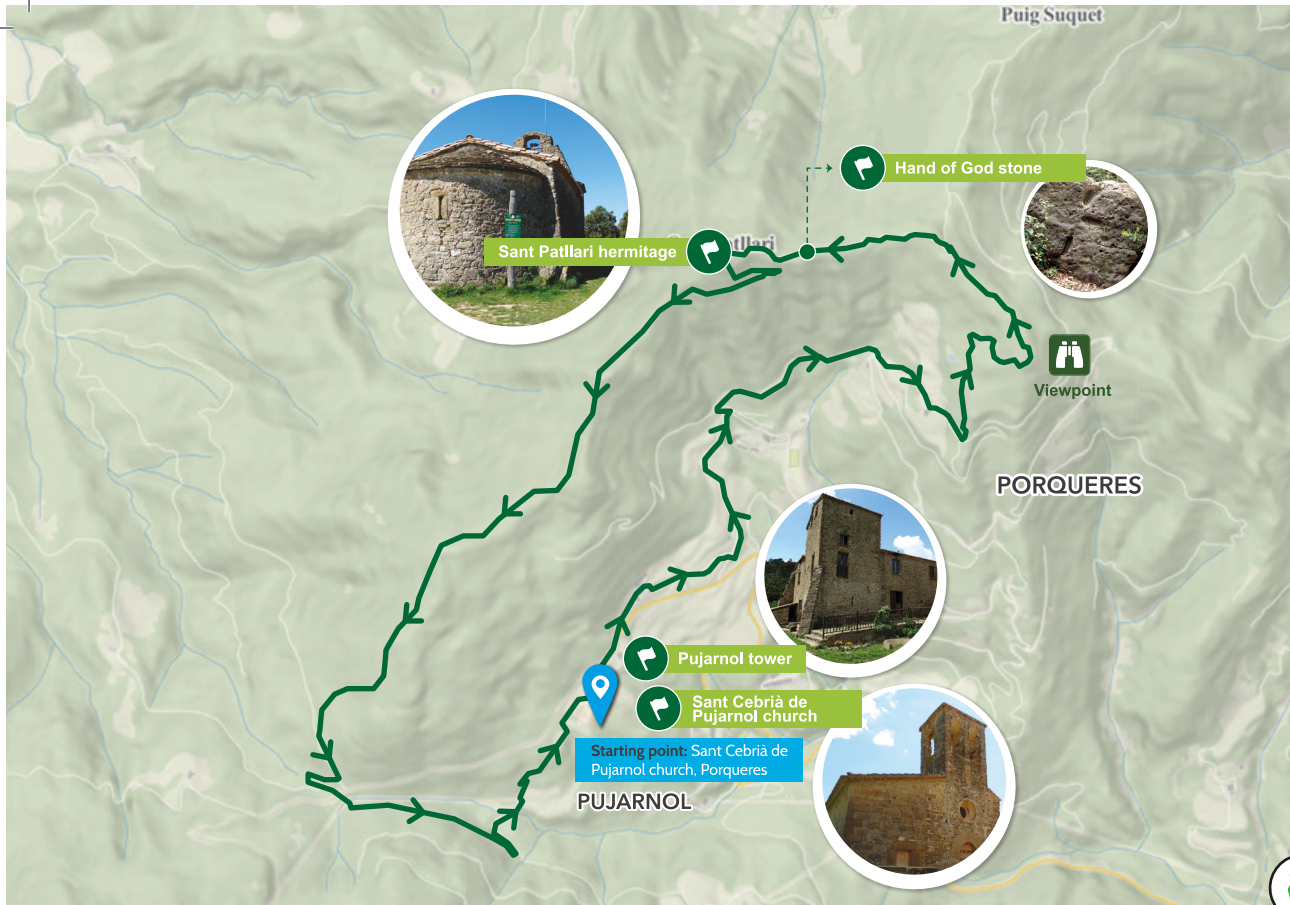 Puig Suquet
Hand of God stone
Sant Patllari hermitage
Viewpoint
PORQUERES
Pujarnol tower
Sant Cebrià de
Pujarnol church
Starting point: Sant Cebrià de
Pujarnol church, Porqueres
PUJARNOL